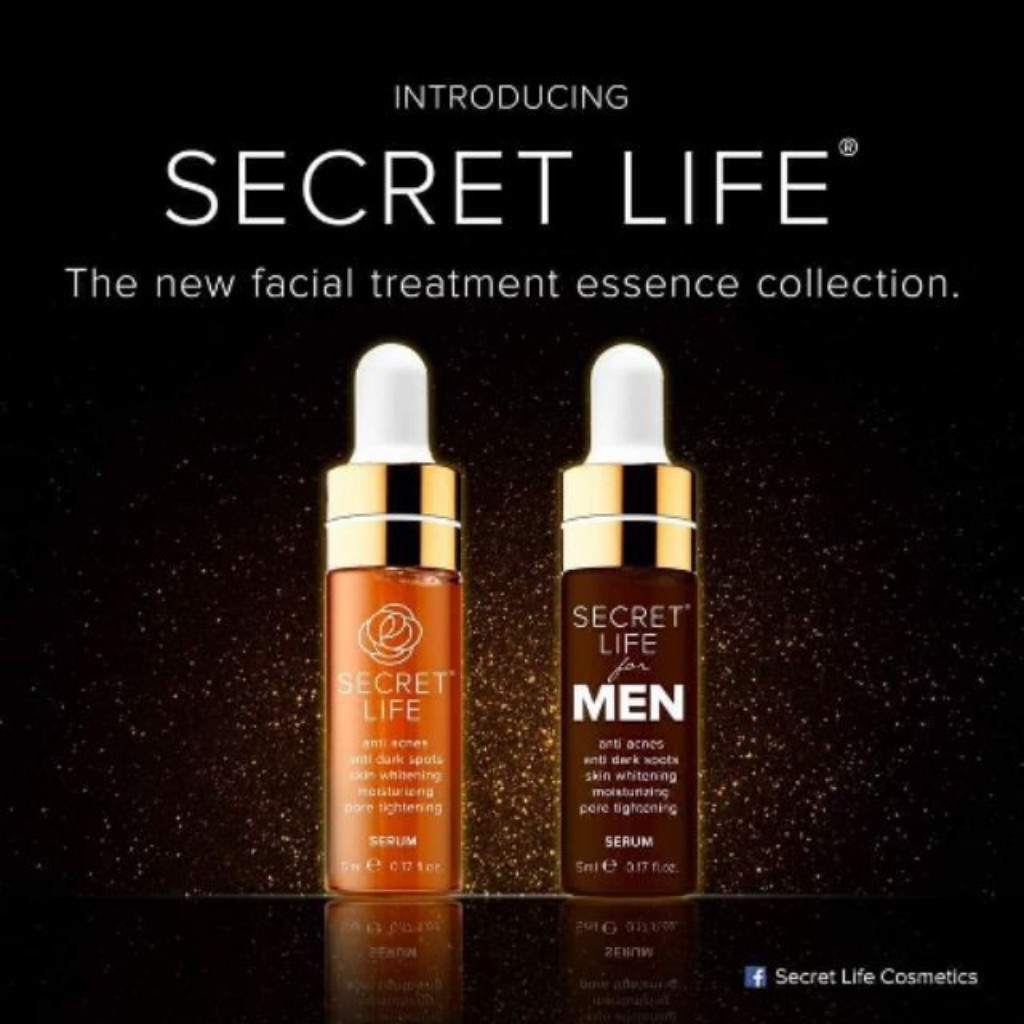 INTRODUCING
SECRET LIFE®
The new facial treatment essence collection.
SECRET®
LIFE
anti acnes
anti dark spots
skin whitening
moisturizing
pore tightening
SERUM
5ml e 0.17 fl.oz.
SECRET®
LIFE
for
MEN
anti acnes
anti dark spots
skin whitening
moisturizing
pore tightening
SERUM
5ml e 0.17 fl.oz.
Secret Life Cosmetics